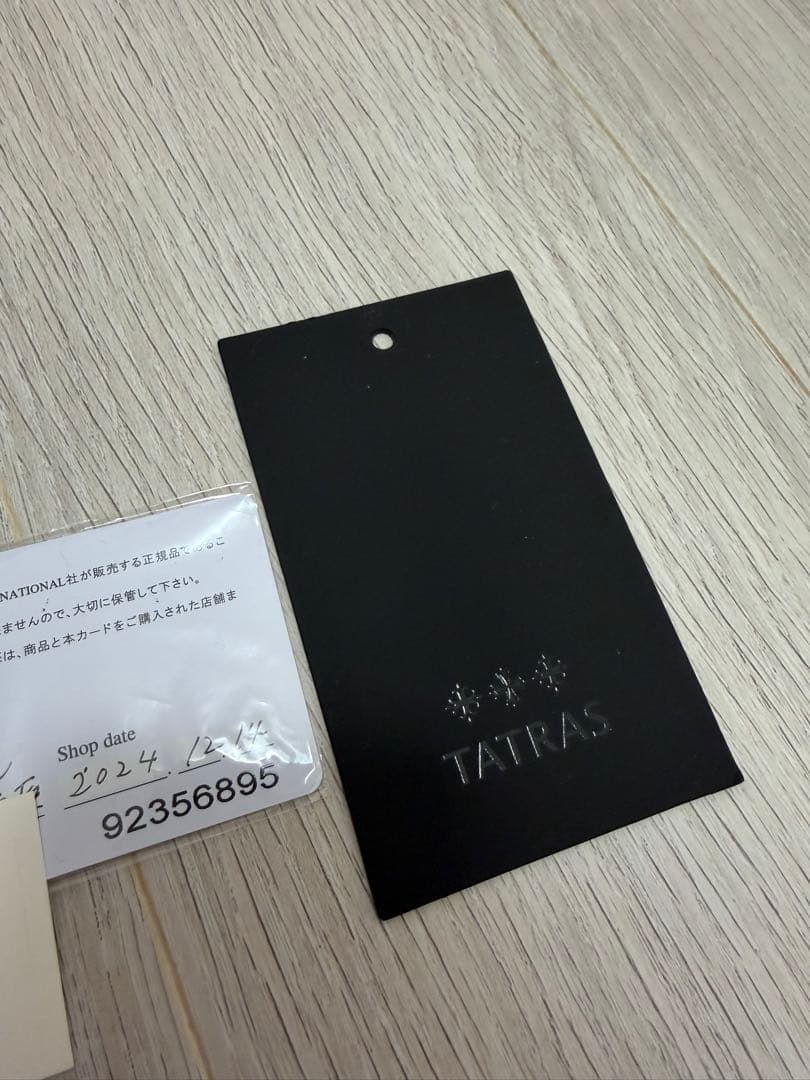 NATIONAL社が販売する正規品であるこ
ませんので、大切に保管して下さい。
は、商品と本カードをご購入された店舗ま
Shop date
2024.12.14
92356895
TATRAS